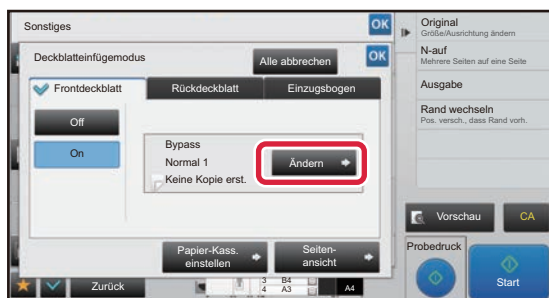 Sonstiges
OK
Deckblatteinfügemodus
Alle abbrechen
OK
Frontdeckblatt
Rückdeckblatt
Einzugsbogen
Off
On
Bypass
Normal 1
Keine Kopie erst.
Ändern
Papier-Kass.
einstellen
Seiten-
ansicht
Zurück
3 B4
4 A3
A4
Original
Größe/Ausrichtung ändern
N-auf
Mehrere Seiten auf eine Seite
Ausgabe
Rand wechseln
Pos. versch., dass Rand vorh.
Vorschau
CA
Probedruck
Start